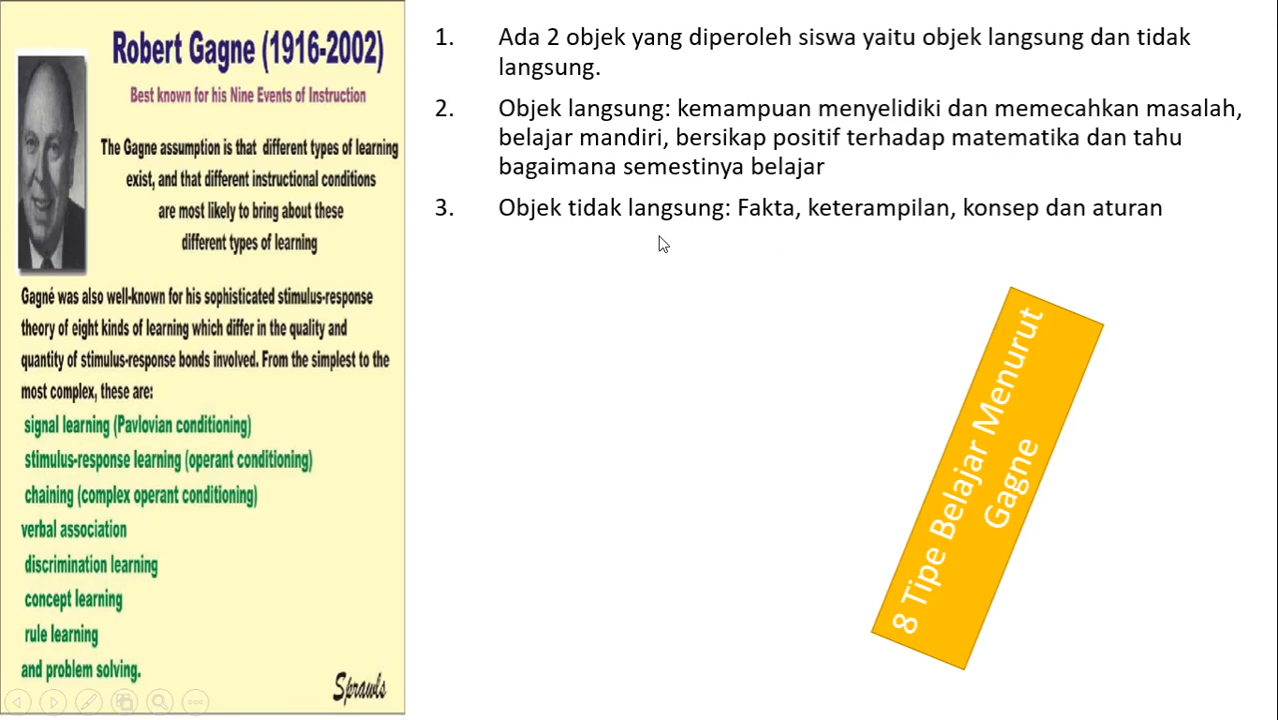 Robert Gagne (1916-2002)
Best known for his Nine Events of Instruction
The Gagne assumption is that different types of learning
exist, and that different instructional conditions
are most likely to bring about these
different types of learning
Gagné was also well-known for his sophisticated stimulus-response
theory of eight kinds of learning which differ in the quality and
quantity of stimulus-response bonds involved. From the simplest to the
most complex, these are:
signal learning (Pavlovian conditioning)
stimulus-response learning (operant conditioning)
chaining (complex operant conditioning)
verbal association
discrimination learning
concept learning
rule learning
and problem solving.
Sprawls
1. Ada 2 objek yang diperoleh siswa yaitu objek langsung dan tidak
langsung.
2. Objek langsung: kemampuan menyelidiki dan memecahkan masalah,
belajar mandiri, bersikap positif terhadap matematika dan tahu
bagaimana semestinya belajar
3. Objek tidak langsung: Fakta, keterampilan, konsep dan aturan
8 Tipe Belajar Menurut
Gagne